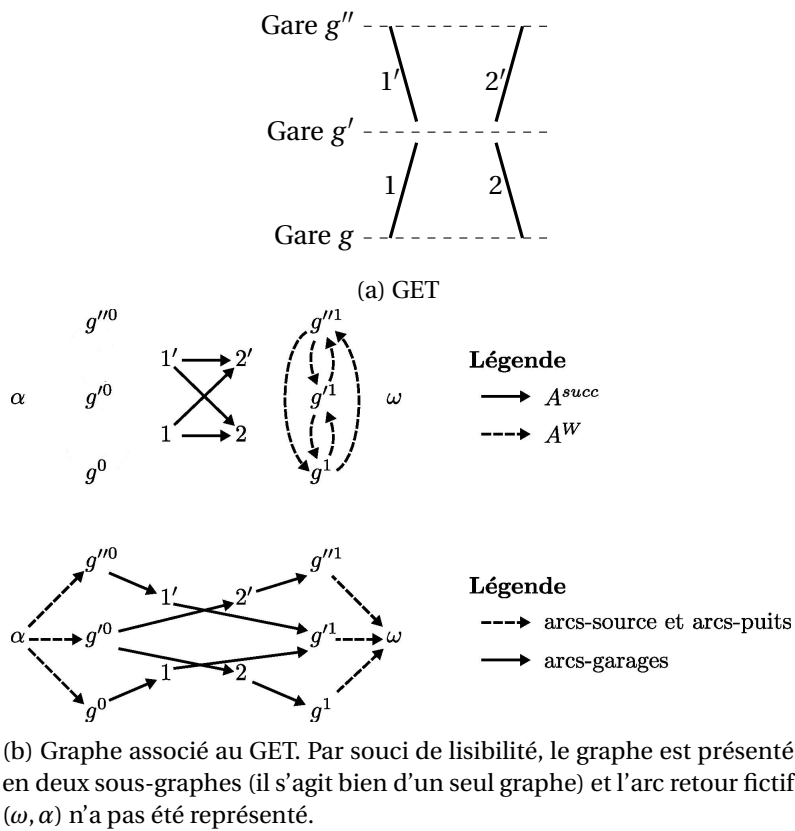 Gare g''
1'
2'
Gare g'
1
2
Gare g
(a) GET
g''⁰
g''¹
1'
2'
Légende
α
g'⁰
g'¹
ω
A^succ
1
2
A^W
g⁰
g¹
g''⁰
g''¹
1'
2'
Légende
α
g'⁰
g'¹
ω
arcs-source et arcs-puits
1
2
arcs-garages
g⁰
g¹
(b) Graphe associé au GET. Par souci de lisibilité, le graphe est présenté
en deux sous-graphes (il s'agit bien d'un seul graphe) et l'arc retour fictif
(ω, α) n'a pas été représenté.